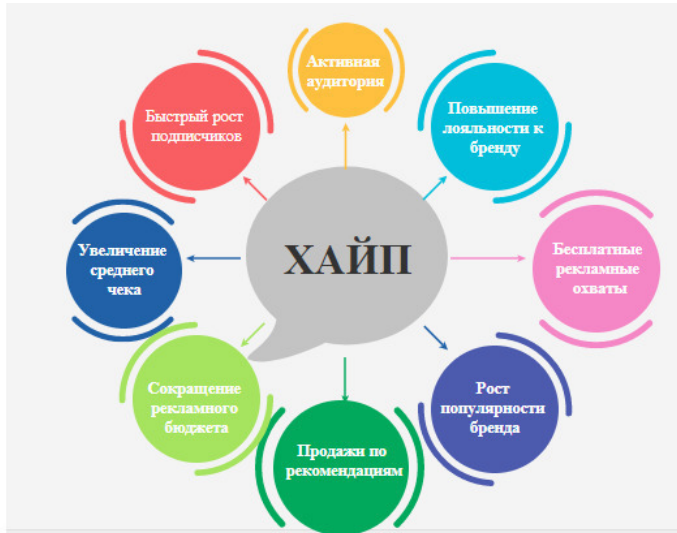 Активная
аудитория
Быстрый рост
подписчиков
Повышение
лояльности к
бренду
ХАЙП
Увеличение
среднего
чека
Бесплатные
рекламные
охваты
Сокращение
рекламного
бюджета
Рост
популярности
бренда
Продажи по
рекомендациям